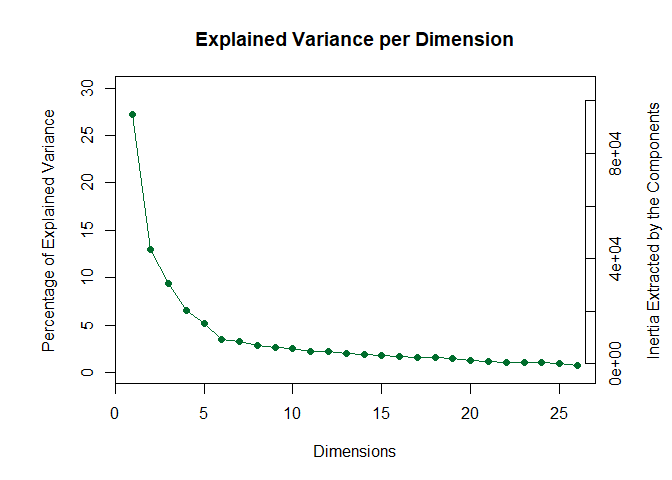 Explained Variance per Dimension
Percentage of Explained Variance
30
25
20
15
10
5
0
0
5
10
15
20
25
Dimensions
8e+04
4e+04
0e+00
Inertia Extracted by the Components